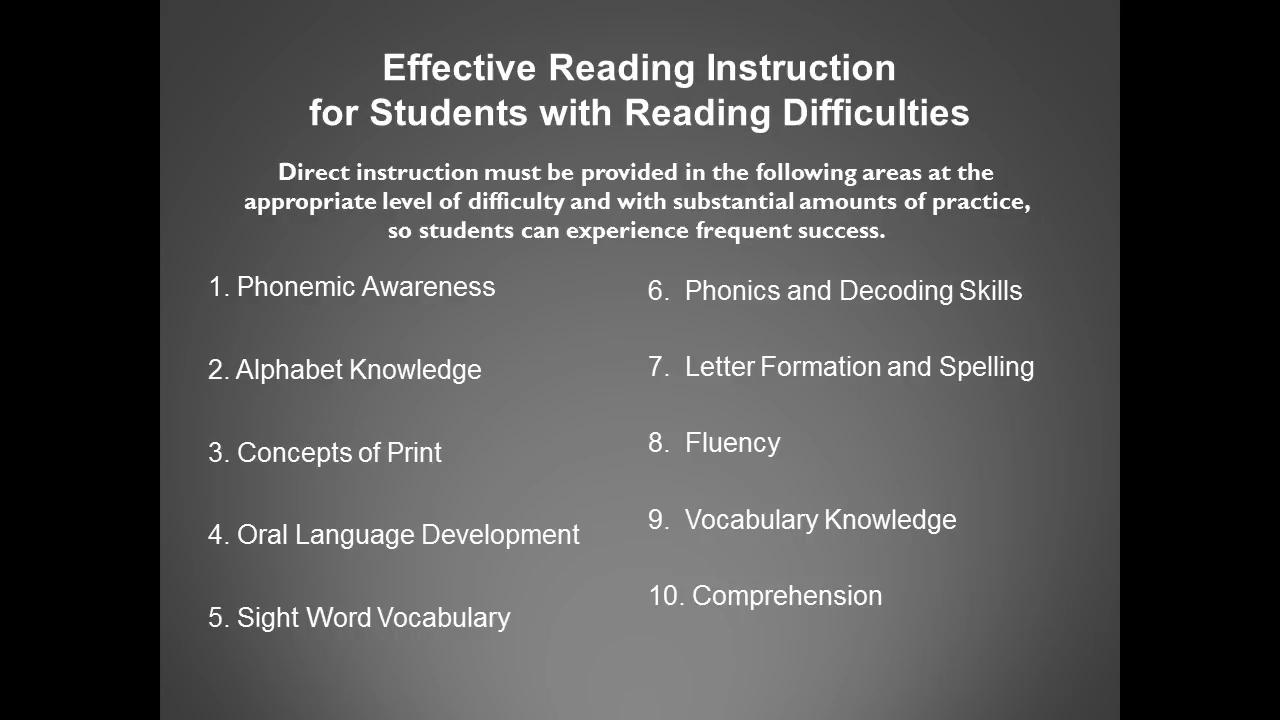 Effective Reading Instruction
for Students with Reading Difficulties
Direct instruction must be provided in the following areas at the
appropriate level of difficulty and with substantial amounts of practice,
so students can experience frequent success.
1. Phonemic Awareness
2. Alphabet Knowledge
3. Concepts of Print
4. Oral Language Development
5. Sight Word Vocabulary
6. Phonics and Decoding Skills
7. Letter Formation and Spelling
8. Fluency
9. Vocabulary Knowledge
10. Comprehension